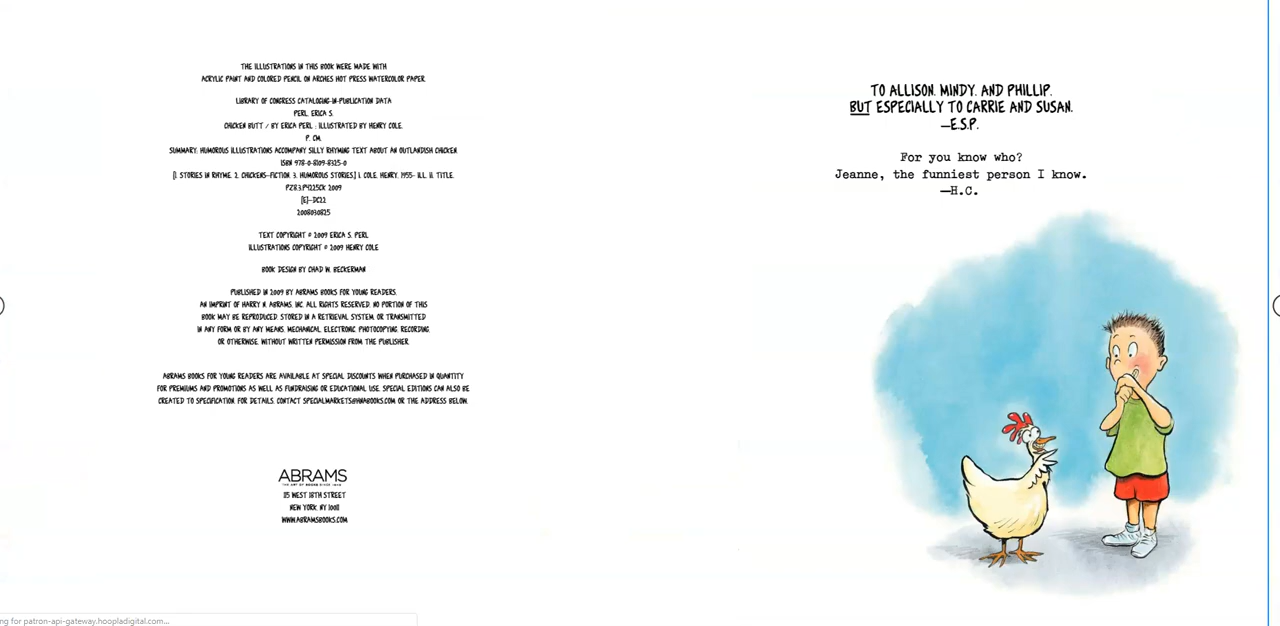 THE ILLUSTRATIONS IN THIS BOOK WERE MADE WITH
ACRYLIC PAINT AND COLORED PENCIL ON ARCHES HOT PRESS WATERCOLOR PAPER.
LIBRARY OF CONGRESS CATALOGING-IN-PUBLICATION DATA
PERL, ERICA S.
CHICKEN BUTT / BY ERICA PERL ; ILLUSTRATED BY HENRY COLE.
P. CM.
SUMMARY: HUMOROUS ILLUSTRATIONS ACCOMPANY SILLY RHYMING TEXT ABOUT AN OUTLANDISH CHICKEN.
ISBN 978-0-8109-8325-0
[1. STORIES IN RHYME. 2. CHICKENS--FICTION. 3. HUMOROUS STORIES.] I. COLE, HENRY, 1955- ILL. II. TITLE.
PZ8.3.P4225CK 2009
[E]--DC22
2008030825
TEXT COPYRIGHT © 2009 ERICA S. PERL
ILLUSTRATIONS COPYRIGHT © 2009 HENRY COLE
BOOK DESIGN BY CHAD W. BECKERMAN
PUBLISHED IN 2009 BY ABRAMS BOOKS FOR YOUNG READERS,
AN IMPRINT OF HARRY N. ABRAMS, INC. ALL RIGHTS RESERVED. NO PORTION OF THIS
BOOK MAY BE REPRODUCED, STORED IN A RETRIEVAL SYSTEM, OR TRANSMITTED
IN ANY FORM OR BY ANY MEANS, MECHANICAL, ELECTRONIC, PHOTOCOPYING, RECORDING,
OR OTHERWISE, WITHOUT WRITTEN PERMISSION FROM THE PUBLISHER.
ABRAMS BOOKS FOR YOUNG READERS ARE AVAILABLE AT SPECIAL DISCOUNTS WHEN PURCHASED IN QUANTITY
FOR PREMIUMS AND PROMOTIONS AS WELL AS FUNDRAISING OR EDUCATIONAL USE. SPECIAL EDITIONS CAN ALSO BE
CREATED TO SPECIFICATION. FOR DETAILS, CONTACT SPECIALMARKETS@HNABOOKS.COM OR THE ADDRESS BELOW.
ABRAMS
THE ART OF BOOKS SINCE 1949
115 WEST 18TH STREET
NEW YORK, NY 10011
WWW.ABRAMSBOOKS.COM
TO ALLISON, MINDY, AND PHILLIP.
BUT ESPECIALLY TO CARRIE AND SUSAN.
—E.S.P.
For you know who?
Jeanne, the funniest person I know.
—H.C.
ng for patron-api-gateway.hoopladigital.com...